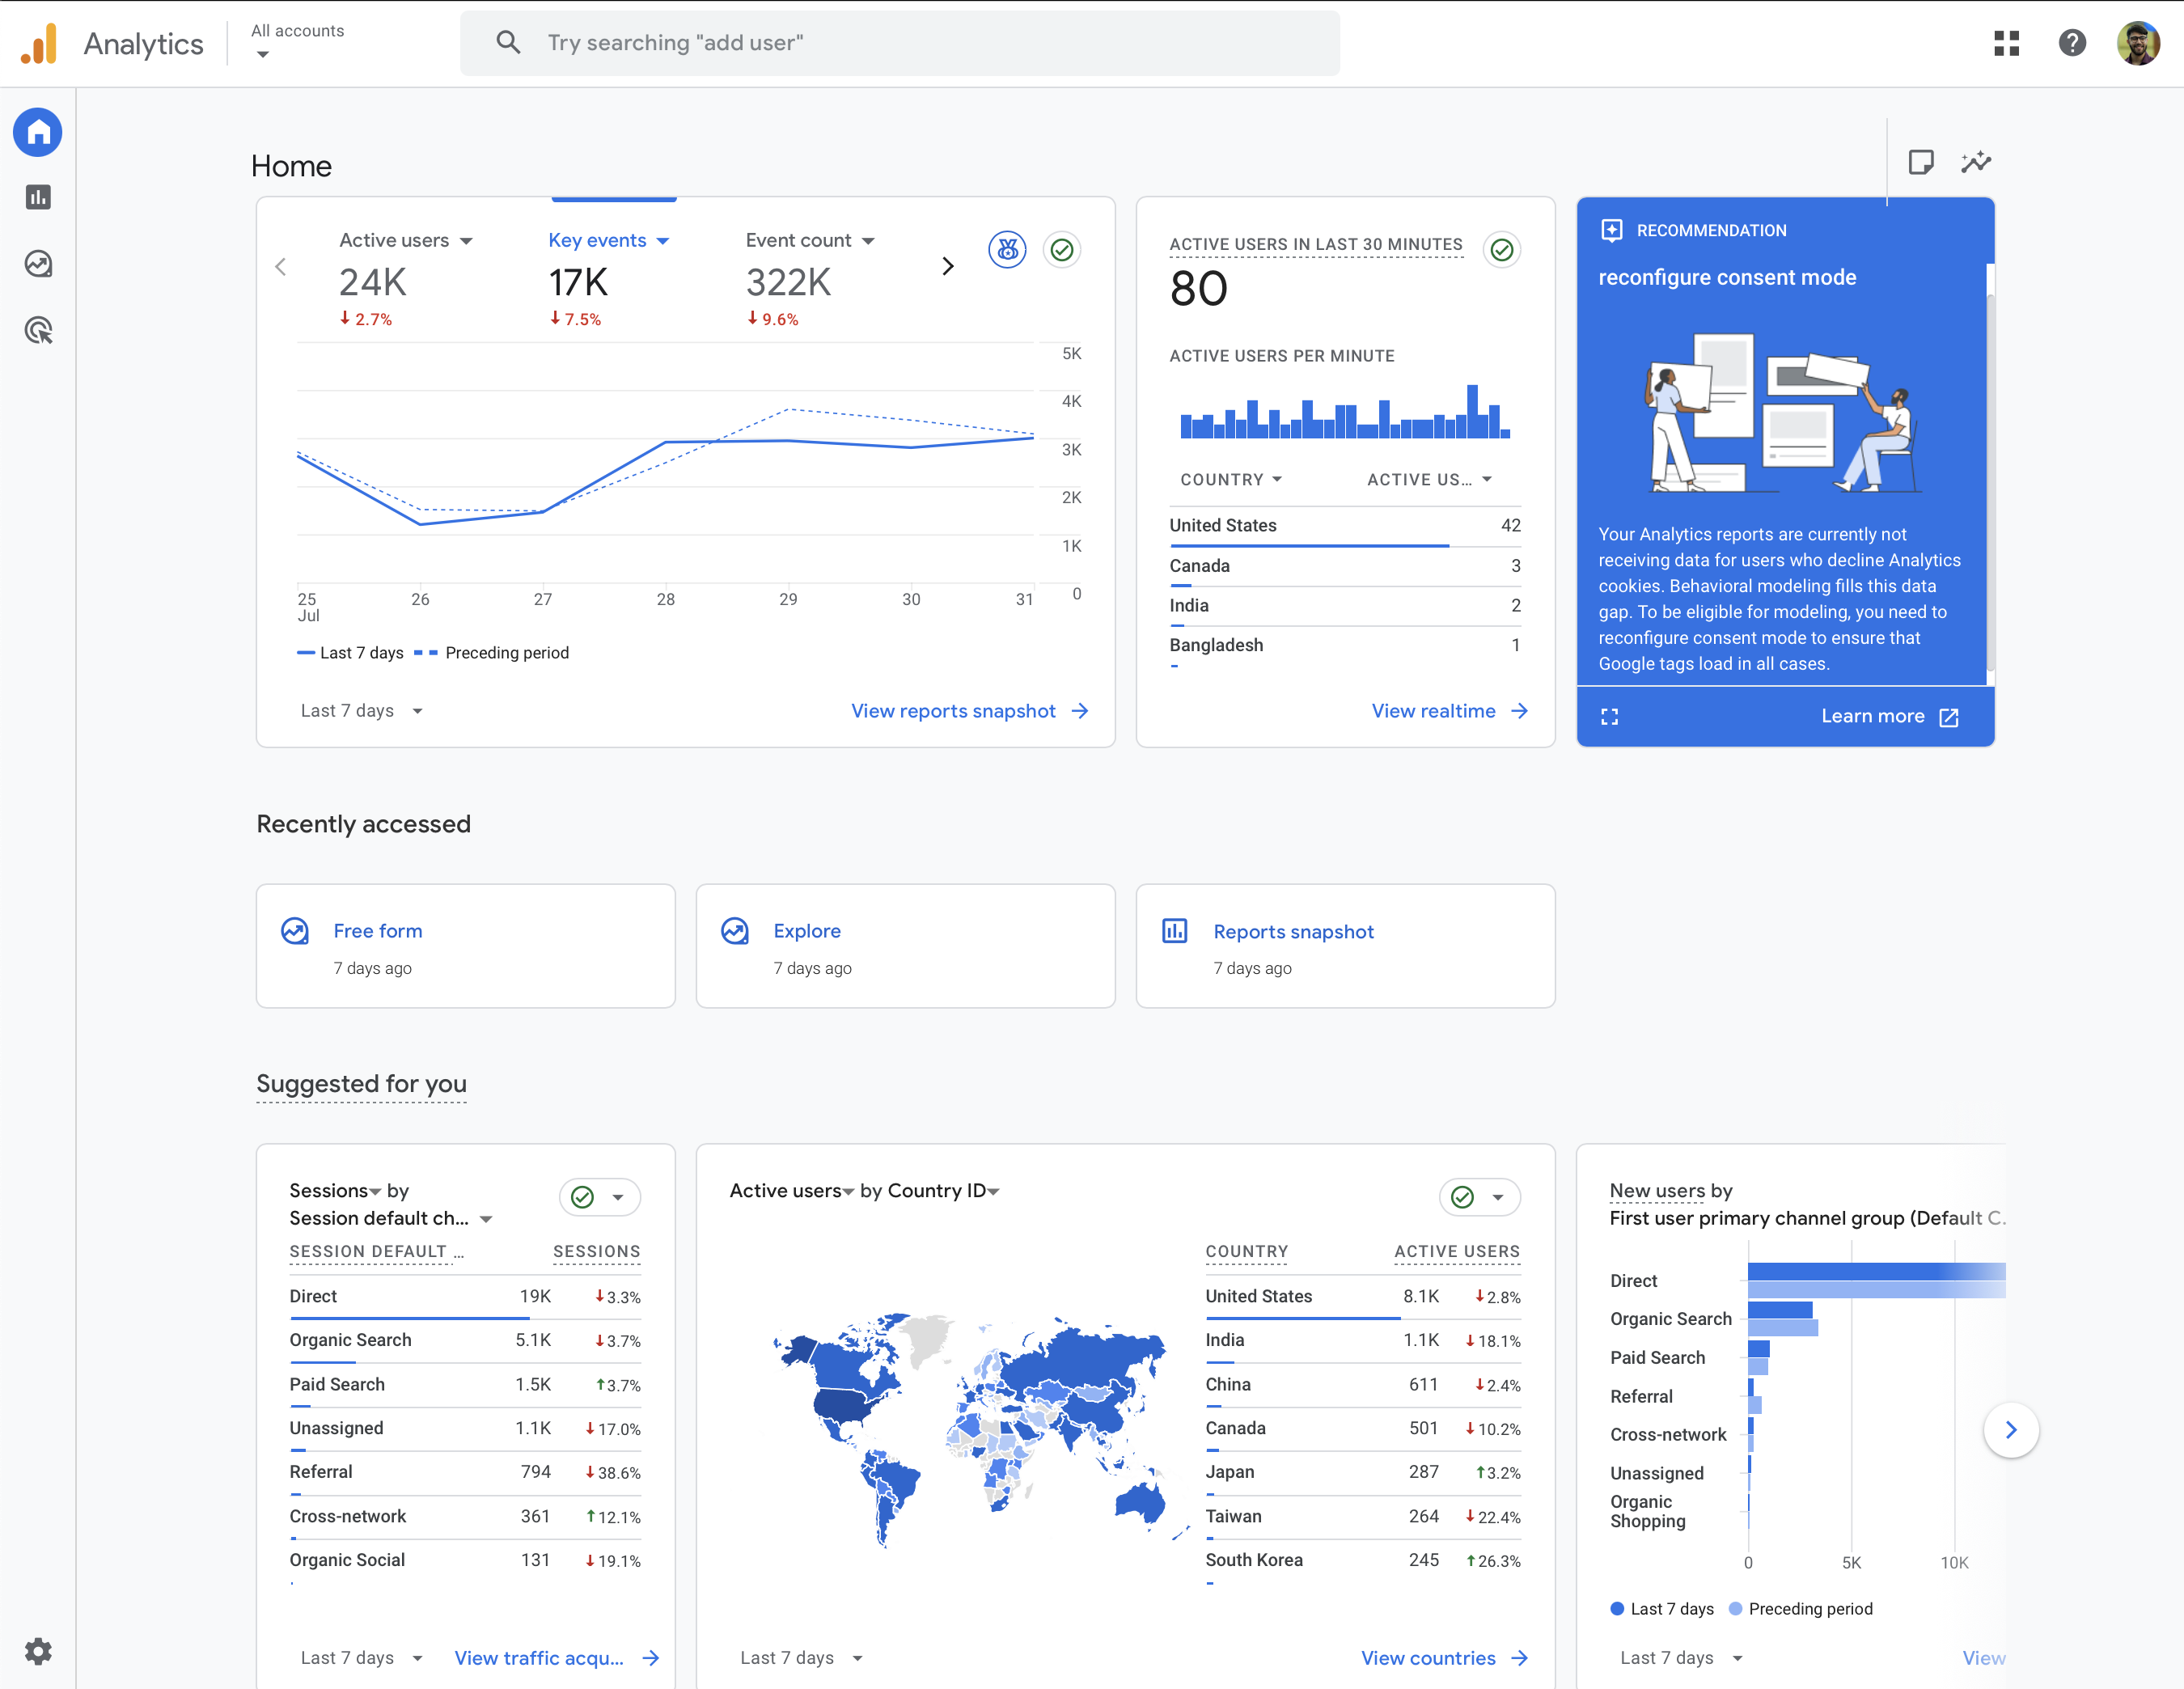 Analytics
All accounts
Try searching "add user"
Home
Active users
24K
2.7%
Key events
17K
7.5%
Event count
322K
9.6%
5K
4K
3K
2K
1K
0
25 26 27 28 29 30 31
Jul
Last 7 days Preceding period
Last 7 days
View reports snapshot
ACTIVE USERS IN LAST 30 MINUTES
80
ACTIVE USERS PER MINUTE
COUNTRY ACTIVE US...
United States 42
Canada 3
India 2
Bangladesh 1
View realtime
RECOMMENDATION
reconfigure consent mode
Your Analytics reports are currently not
receiving data for users who decline Analytics
cookies. Behavioral modeling fills this data
gap. To be eligible for modeling, you need to
reconfigure consent mode to ensure that
Google tags load in all cases.
Learn more
Recently accessed
Free form
7 days ago
Explore
7 days ago
Reports snapshot
7 days ago
Suggested for you
Sessions by
Session default ch...
SESSION DEFAULT ... SESSIONS
Direct 19K 3.3%
Organic Search 5.1K 3.7%
Paid Search 1.5K 3.7%
Unassigned 1.1K 17.0%
Referral 794 38.6%
Cross-network 361 12.1%
Organic Social 131 19.1%
Last 7 days
View traffic acqu...
Active users by Country ID
COUNTRY ACTIVE USERS
United States 8.1K 2.8%
India 1.1K 18.1%
China 611 2.4%
Canada 501 10.2%
Japan 287 3.2%
Taiwan 264 22.4%
South Korea 245 26.3%
Last 7 days
View countries
New users by
First user primary channel group (Default C.
Direct
Organic Search
Paid Search
Referral
Cross-network
Unassigned
Organic
Shopping
0 5K 10K
Last 7 days Preceding period
Last 7 days
View